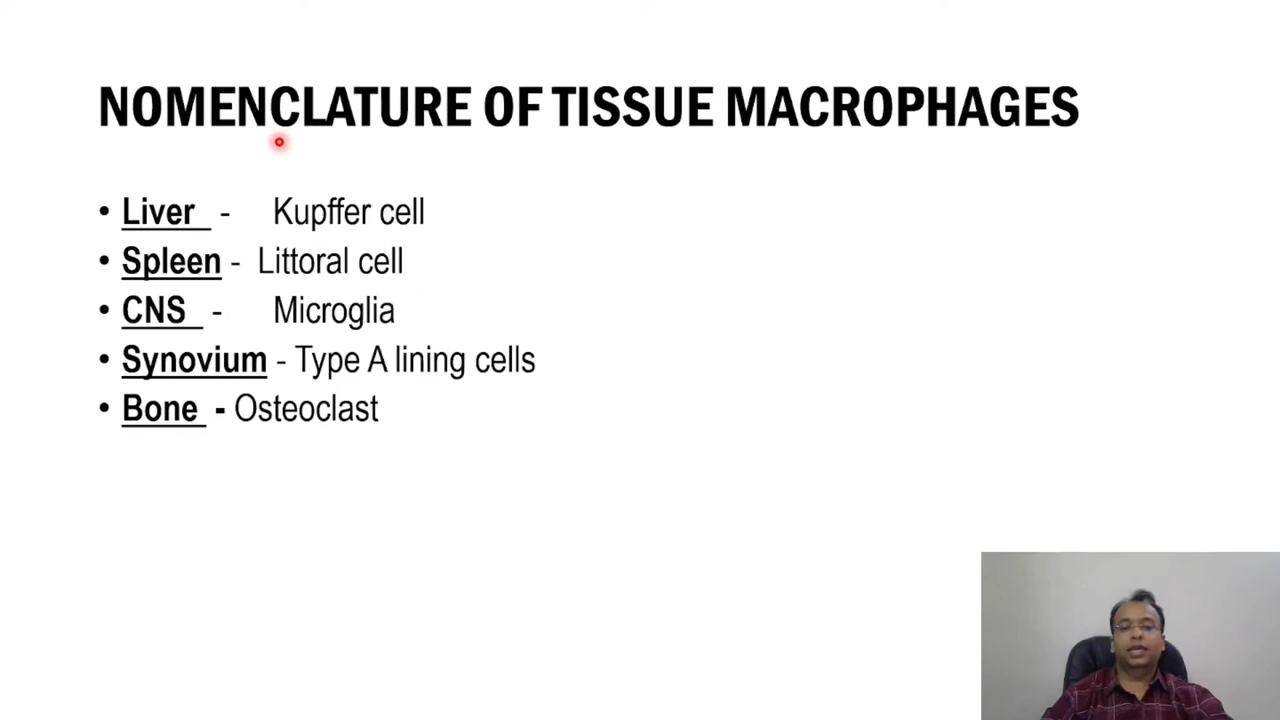 NOMENCLATURE OF TISSUE MACROPHAGES
• Liver - Kupffer cell
• Spleen - Littoral cell
• CNS - Microglia
• Synovium - Type A lining cells
• Bone - Osteoclast